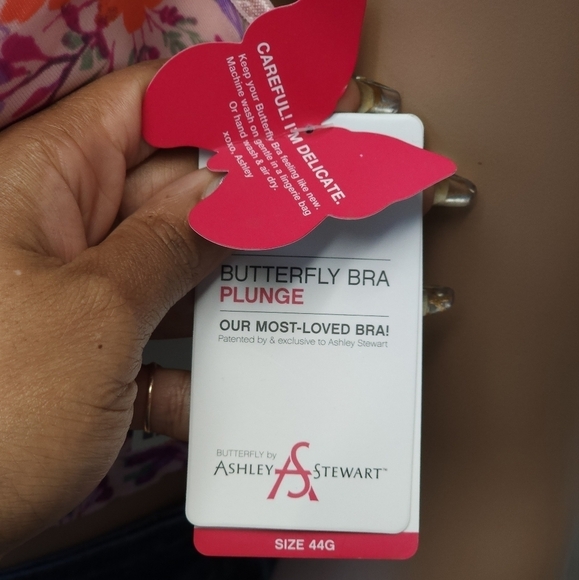 CAREFUL! I'M DELICATE.
Keep your Butterfly Bra feeling like new.
Machine wash on gentle in a lingerie bag
Or hand wash & air dry.
xoxo, Ashley
BUTTERFLY BRA
PLUNGE
OUR MOST-LOVED BRA!
Patented by & exclusive to Ashley Stewart
BUTTERFLY by
ASHLEY AS STEWART™
SIZE 44G